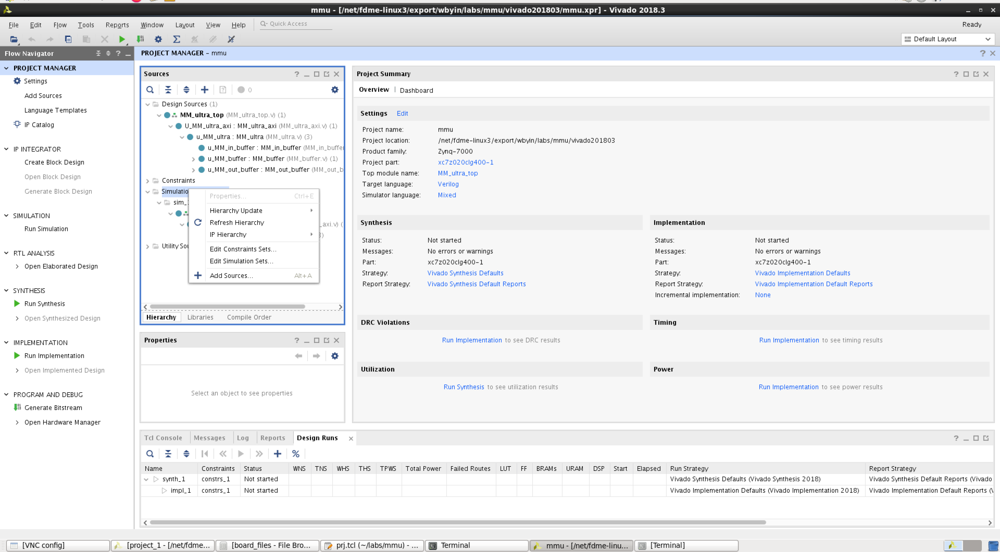 mmu - [/net/fdme-linux3/export/wbyin/labs/mmu/vivado201803/mmu.xpr] - Vivado 2018.3
File Edit Flow Tools Reports Window Layout View Help Quick Access
Ready
Default Layout
Flow Navigator
PROJECT MANAGER
Settings
Add Sources
Language Templates
IP Catalog
IP INTEGRATOR
Create Block Design
Open Block Design
Generate Block Design
SIMULATION
Run Simulation
RTL ANALYSIS
Open Elaborated Design
SYNTHESIS
Run Synthesis
Open Synthesized Design
IMPLEMENTATION
Run Implementation
Open Implemented Design
PROGRAM AND DEBUG
Generate Bitstream
Open Hardware Manager
PROJECT MANAGER - mmu
Sources
0
Design Sources (1)
MM_ultra_top (MM_ultra_top.v) (1)
U_MM_ultra_axi : MM_ultra_axi (MM_ultra_axi.v) (1)
u_MM_ultra : MM_ultra (MM_ultra.v) (3)
u_MM_in_buffer : MM_in_buffer (MM_in_buffe
u_MM_buffer : MM_buffer (MM_buffer.v) (1)
u_MM_out_buffer : MM_out_buffer (MM_out_b
Constraints
Simulatio
sim_
_axi.v) (
3)
Utility Sou
Properties... Ctrl+E
Hierarchy Update
Refresh Hierarchy
IP Hierarchy
Edit Constraints Sets...
Edit Simulation Sets...
Add Sources... Alt+A
Hierarchy Libraries Compile Order
Properties
Select an object to see properties
Project Summary
Overview | Dashboard
Settings Edit
Project name: mmu
Project location: /net/fdme-linux3/export/wbyin/labs/mmu/vivado201803
Product family: Zynq-7000
Project part: xc7z020clg400-1
Top module name: MM_ultra_top
Target language: Verilog
Simulator language: Mixed
Synthesis
Status: Not started
Messages: No errors or warnings
Part: xc7z020clg400-1
Strategy: Vivado Synthesis Defaults
Report Strategy: Vivado Synthesis Default Reports
Implementation
Status: Not started
Messages: No errors or warnings
Part: xc7z020clg400-1
Strategy: Vivado Implementation Defaults
Report Strategy: Vivado Implementation Default Reports
Incremental implementation: None
DRC Violations
Run Implementation to see DRC results
Timing
Run Implementation to see timing results
Utilization
Run Synthesis to see utilization results
Power
Run Implementation to see power results
Tcl Console Messages Log Reports Design Runs
Name Constraints Status WNS TNS WHS THS TPWS Total Power Failed Routes LUT FF BRAMs URAM DSP Start Elapsed Run Strategy Report Strategy
synth_1 constrs_1 Not started Vivado Synthesis Defaults (Vivado Synthesis 2018) Vivado Synthesis Default Reports (Vivado
impl_1 constrs_1 Not started Vivado Implementation Defaults (Vivado Implementation 2018) Vivado Implementation Default Reports (
[VNC config] [project_1 - [/net/fdme... [board_files - File Bro... prj.tcl (~/labs/mmu) - ... Terminal mmu - [/net/fdme-linu... [Terminal]